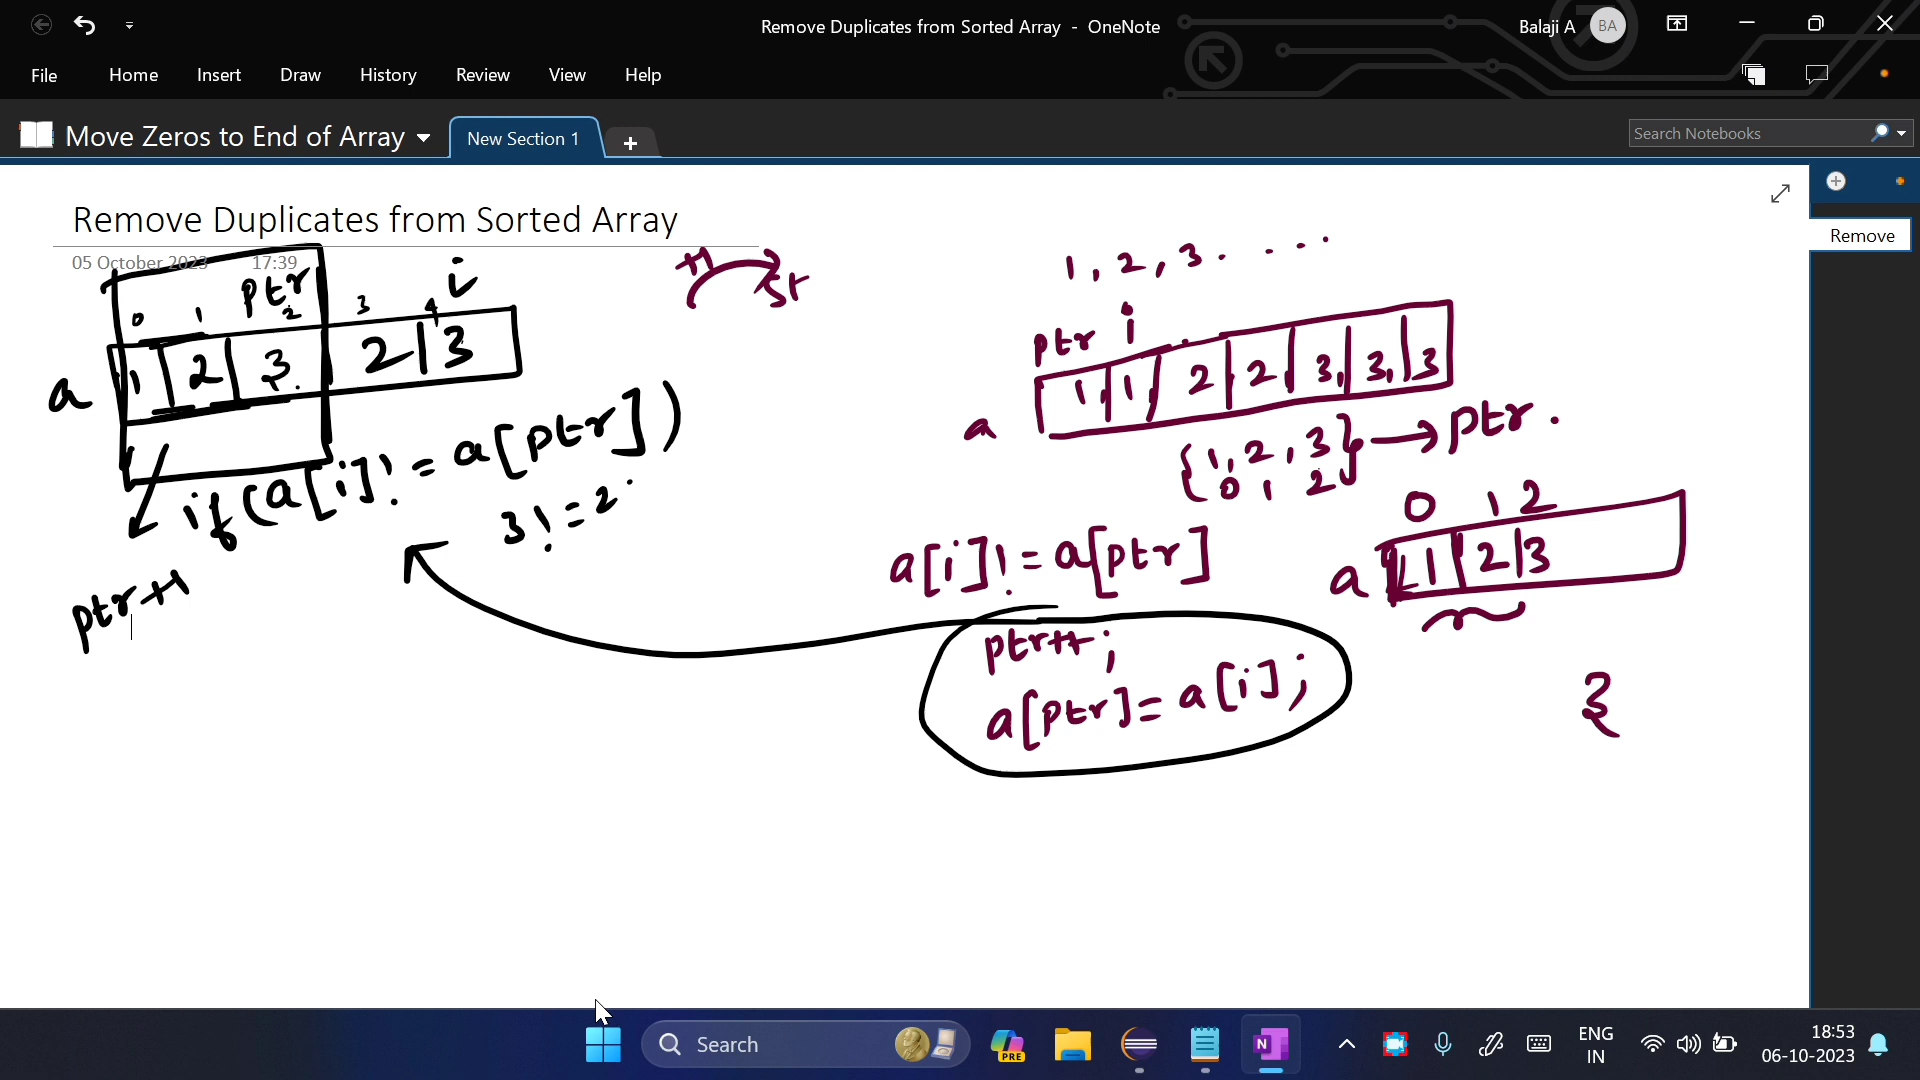 Remove Duplicates from Sorted Array - OneNote
Balaji A BA
File Home Insert Draw History Review View Help
Move Zeros to End of Array New Section 1 +
Search Notebooks
Remove Duplicates from Sorted Array
05 October 2023 17:39
Remove
ptr i
0 1 2 3 4
a 1 2 3 2 3
if(a[i]!=a[ptr])
3!=2
ptr+1
+1
1, 2, 3. . . . .
ptr i
a 1, 1, 2 2, 3, 3, 3
{1, 2, 3} → ptr.
0 1 2
a[i]!=a[ptr]
ptr++;
a[ptr]=a[i];
0 1 2
a 1 2 3
3
Search
PRE
N
ENG
IN
18:53
06-10-2023